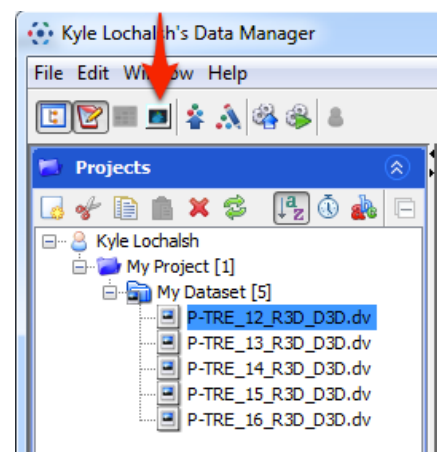 Kyle Lochalsh's Data Manager
File Edit Window Help
Projects
Kyle Lochalsh
My Project [1]
My Dataset [5]
P-TRE_12_R3D_D3D.dv
P-TRE_13_R3D_D3D.dv
P-TRE_14_R3D_D3D.dv
P-TRE_15_R3D_D3D.dv
P-TRE_16_R3D_D3D.dv